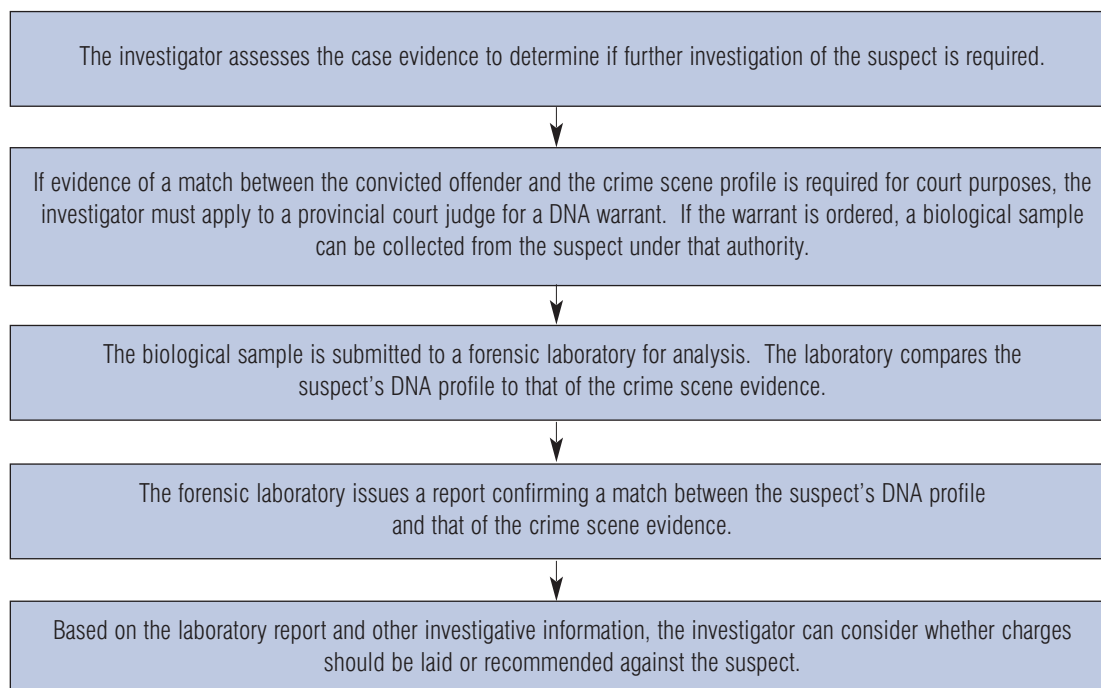 The investigator assesses the case evidence to determine if further investigation of the suspect is required.
If evidence of a match between the convicted offender and the crime scene profile is required for court purposes, the
investigator must apply to a provincial court judge for a DNA warrant.  If the warrant is ordered, a biological sample
can be collected from the suspect under that authority.
The biological sample is submitted to a forensic laboratory for analysis.  The laboratory compares the
suspect's DNA profile to that of the crime scene evidence.
The forensic laboratory issues a report confirming a match between the suspect's DNA profile
and that of the crime scene evidence.
Based on the laboratory report and other investigative information, the investigator can consider whether charges
should be laid or recommended against the suspect.